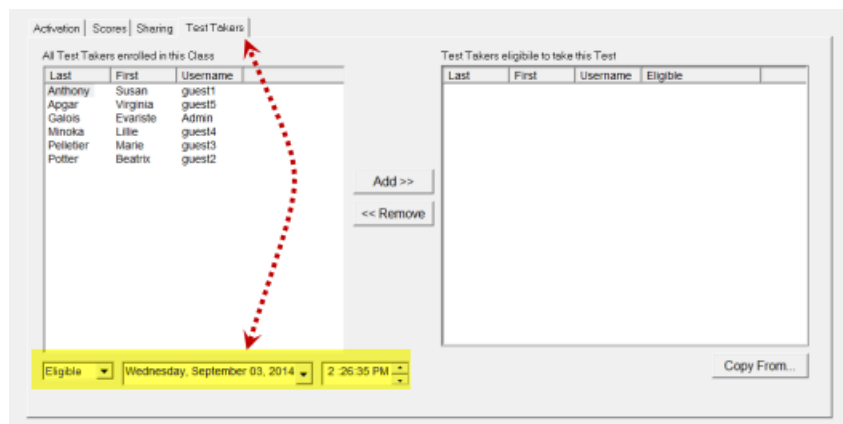 Activation Scores Sharing Test Takers
All Test Takers enrolled in this Class
Last First Username
Anthony Susan guest1
Apgar Virginia guest5
Galois Evariste Admin
Minoka Lillie guest4
Pelletier Marie guest3
Potter Beatrix guest2
Add >>
<< Remove
Test Takers eligibile to take this Test
Last First Username Eligible
Eligible Wednesday, September 03, 2014 2 :26:35 PM
Copy From...